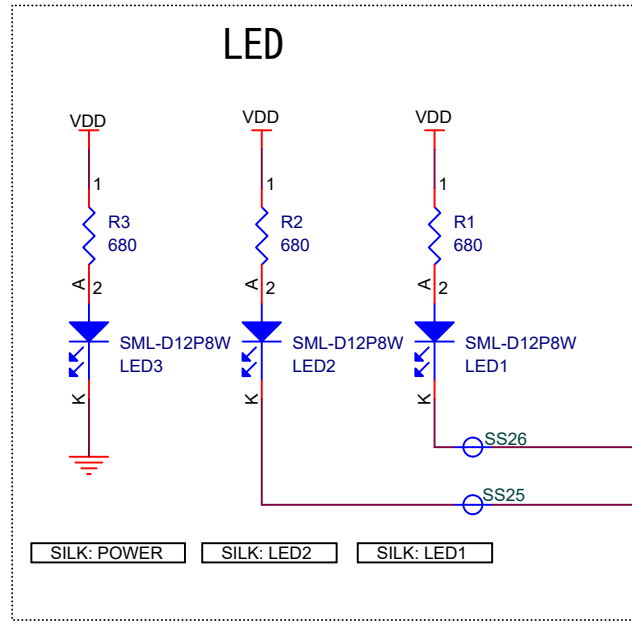 LED
VDD
VDD
VDD
1
1
1
R3
680
R2
680
R1
680
A
2
A
2
A
2
SML-D12P8W
LED3
SML-D12P8W
LED2
SML-D12P8W
LED1
K
K
K
SS26
SS25
SILK: POWER
SILK: LED2
SILK: LED1